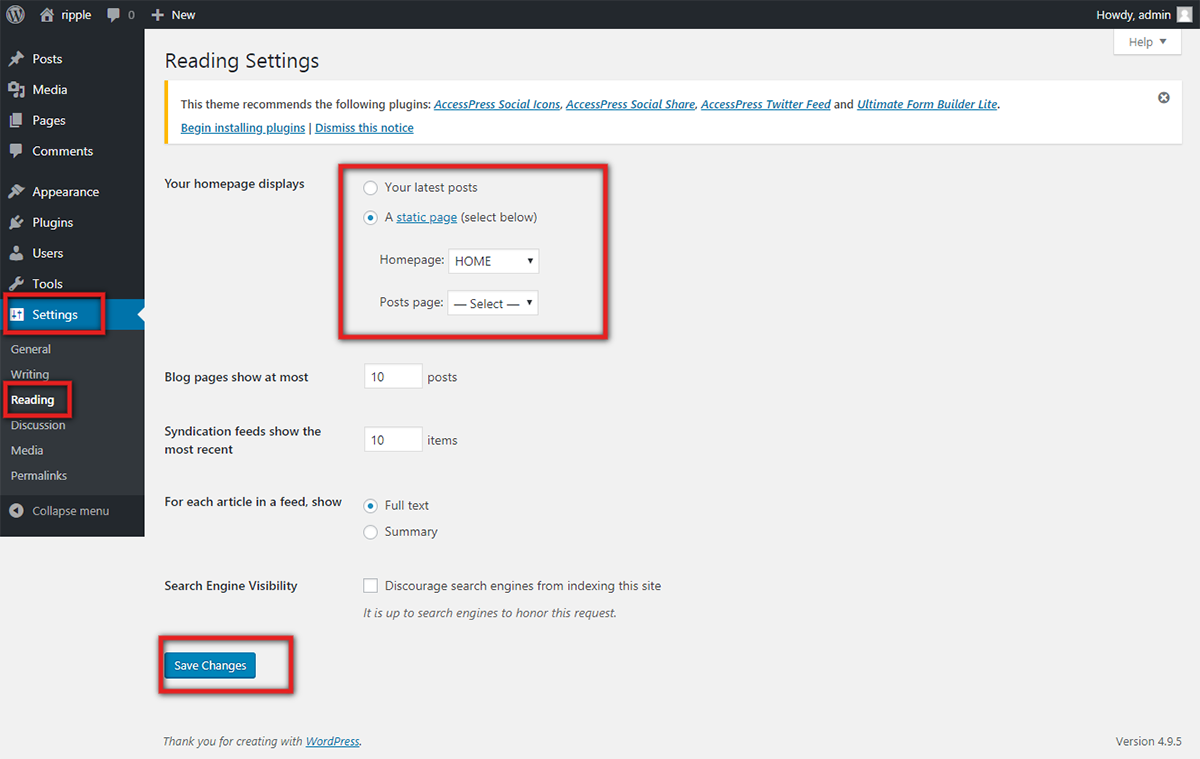 ripple 0 New Howdy, admin
Help
Posts
Media
Pages
Comments
Appearance
Plugins
Users
Tools
Settings
General
Writing
Reading
Discussion
Media
Permalinks
Collapse menu
Reading Settings
This theme recommends the following plugins: AccessPress Social Icons, AccessPress Social Share, AccessPress Twitter Feed and Ultimate Form Builder Lite.
Begin installing plugins | Dismiss this notice
Your homepage displays
Your latest posts
A static page (select below)
Homepage: HOME
Posts page: — Select —
Blog pages show at most 10 posts
Syndication feeds show the
most recent
10 items
For each article in a feed, show
Full text
Summary
Search Engine Visibility
Discourage search engines from indexing this site
It is up to search engines to honor this request.
Save Changes
Thank you for creating with WordPress. Version 4.9.5